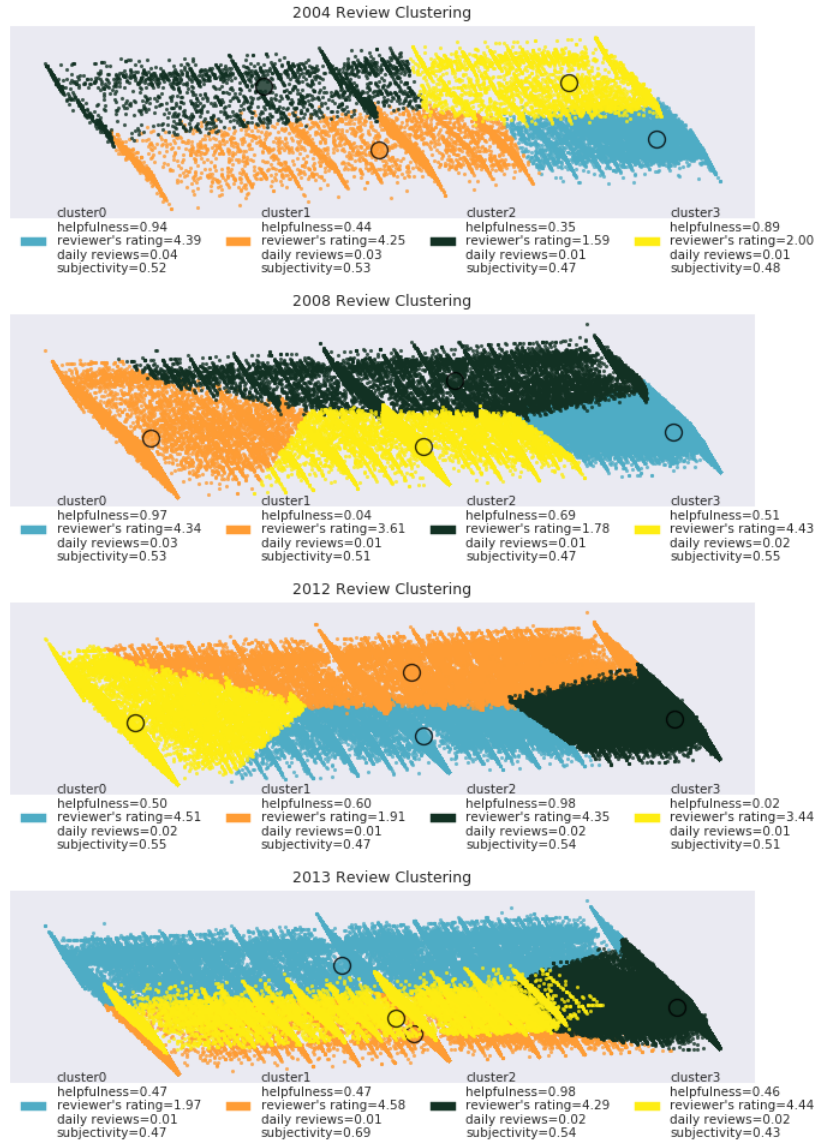 2004 Review Clustering
cluster0
helpfulness=0.94
reviewer's rating=4.39
daily reviews=0.04
subjectivity=0.52
cluster1
helpfulness=0.44
reviewer's rating=4.25
daily reviews=0.03
subjectivity=0.53
cluster2
helpfulness=0.35
reviewer's rating=1.59
daily reviews=0.01
subjectivity=0.47
cluster3
helpfulness=0.89
reviewer's rating=2.00
daily reviews=0.01
subjectivity=0.48
2008 Review Clustering
cluster0
helpfulness=0.97
reviewer's rating=4.34
daily reviews=0.03
subjectivity=0.53
cluster1
helpfulness=0.04
reviewer's rating=3.61
daily reviews=0.01
subjectivity=0.51
cluster2
helpfulness=0.69
reviewer's rating=1.78
daily reviews=0.01
subjectivity=0.47
cluster3
helpfulness=0.51
reviewer's rating=4.43
daily reviews=0.02
subjectivity=0.55
2012 Review Clustering
cluster0
helpfulness=0.50
reviewer's rating=4.51
daily reviews=0.02
subjectivity=0.55
cluster1
helpfulness=0.60
reviewer's rating=1.91
daily reviews=0.01
subjectivity=0.47
cluster2
helpfulness=0.98
reviewer's rating=4.35
daily reviews=0.02
subjectivity=0.54
cluster3
helpfulness=0.02
reviewer's rating=3.44
daily reviews=0.01
subjectivity=0.51
2013 Review Clustering
cluster0
helpfulness=0.47
reviewer's rating=1.97
daily reviews=0.01
subjectivity=0.47
cluster1
helpfulness=0.47
reviewer's rating=4.58
daily reviews=0.01
subjectivity=0.69
cluster2
helpfulness=0.98
reviewer's rating=4.29
daily reviews=0.02
subjectivity=0.54
cluster3
helpfulness=0.46
reviewer's rating=4.44
daily reviews=0.02
subjectivity=0.43